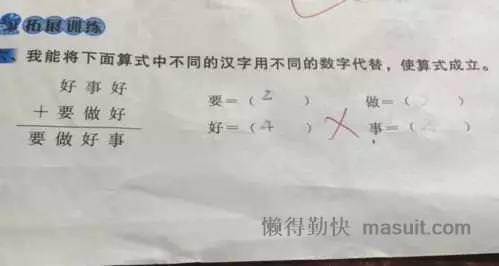 拓展训练
我能将下面算式中不同的汉字用不同的数字代替，使算式成立。
好 事 好
＋ 要 做 好
要 做 好 事
要＝（ 2 ） 做＝（ ）
好＝（ 4 ） 事＝（ ）
懒得勤快 masuit.com